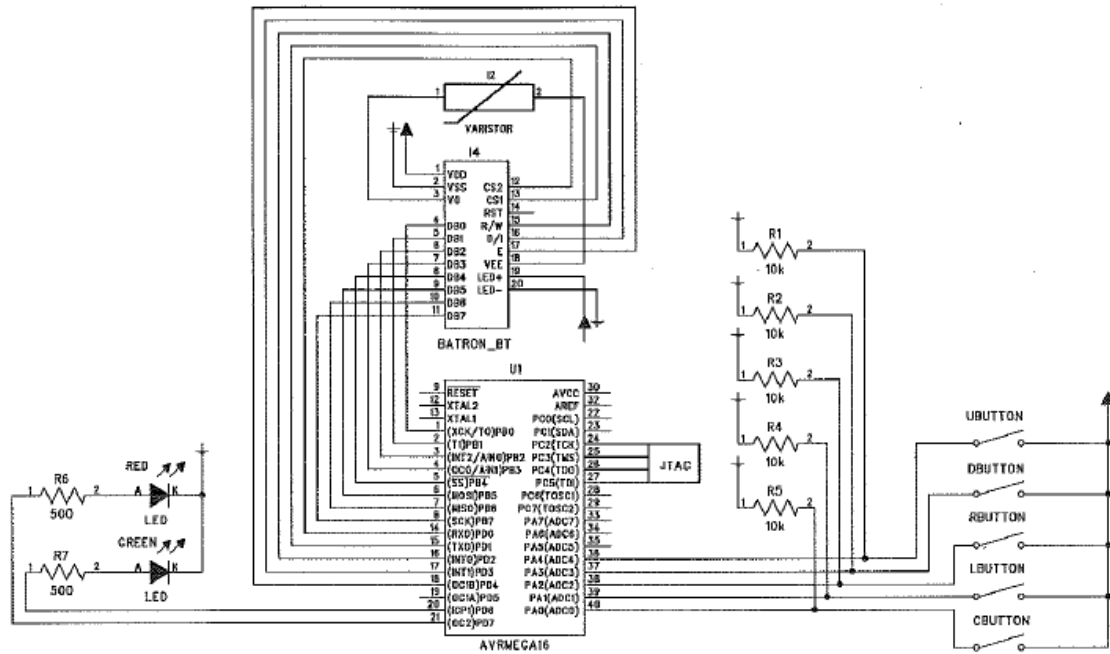 I2
1 2
VARISTOR
I4
1 VDD
2 VSS CS2 12
3 V0 CS1 13
RST 14
4 DB0 R/W 15
5 DB1 D/I 16
6 DB2 E 17
7 DB3 VEE 18
8 DB4 LED+ 19
9 DB5 LED- 20
10 DB6
11 DB7
BATRON_BT
U1
9 RESET AVCC 30
12 XTAL2 AREF 32
13 XTAL1 PC0(SCL) 22
1 (XCK/T0)PB0 PC1(SDA) 23
2 (T1)PB1 PC2(TCK) 24
3 (INT2/AIN0)PB2 PC3(TMS) 25
4 (OC0/AIN1)PB3 PC4(TDO) 26
5 (SS)PB4 PC5(TDI) 27
6 (MOSI)PB5 PC6(TOSC1) 28
7 (MISO)PB6 PC7(TOSC2) 29
8 (SCK)PB7 PA7(ADC7) 33
14 (RXD)PD0 PA6(ADC6) 34
15 (TXD)PD1 PA5(ADC5) 35
16 (INT0)PD2 PA4(ADC4) 36
17 (INT1)PD3 PA3(ADC3) 37
18 (OC1B)PD4 PA2(ADC2) 38
19 (OC1A)PD5 PA1(ADC1) 39
20 (ICP1)PD6 PA0(ADC0) 40
21 (OC2)PD7
AVRMEGA16
JTAG
R1
1 2
10k
R2
1 2
10k
R3
1 2
10k
R4
1 2
10k
R5
1 2
10k
UBUTTON
DBUTTON
RBUTTON
LBUTTON
CBUTTON
RED
R6
1 2 A K
500 LED
GREEN
R7
1 2 A K
500 LED